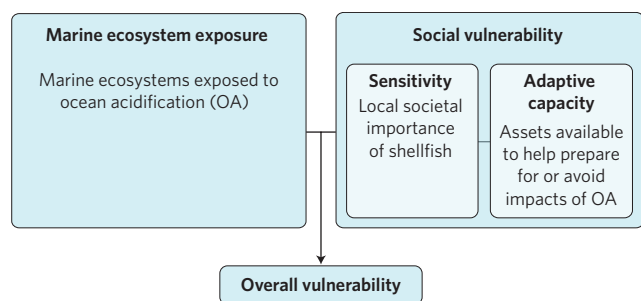 Marine ecosystem exposure
Marine ecosystems exposed to
ocean acidification (OA)
Social vulnerability
Sensitivity
Local societal
importance
of shellfish
Adaptive
capacity
Assets available
to help prepare
for or avoid
impacts of OA
Overall vulnerability